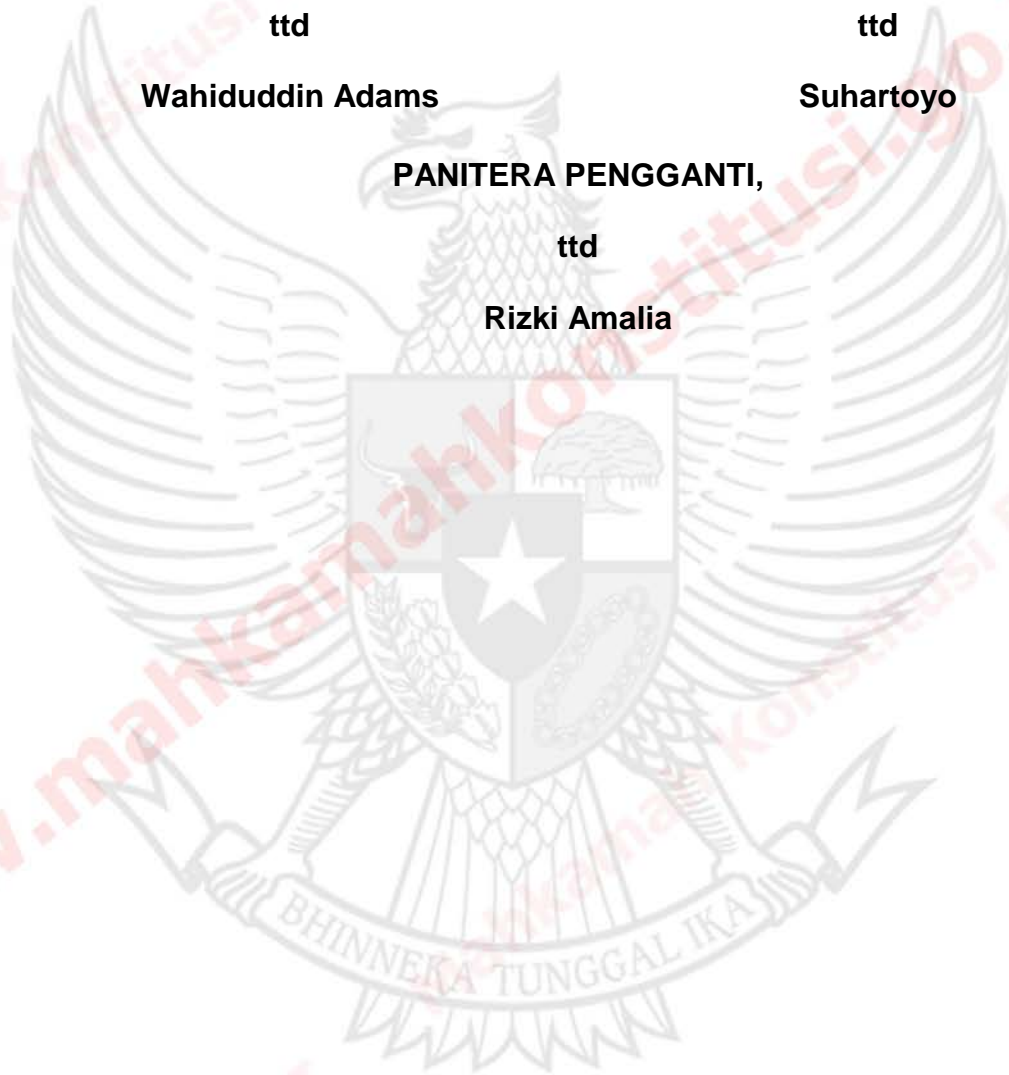 ttd ttd
Wahiduddin Adams Suhartoyo
PANITERA PENGGANTI,
ttd
Rizki Amalia
BHINNEKA TUNGGAL IKA